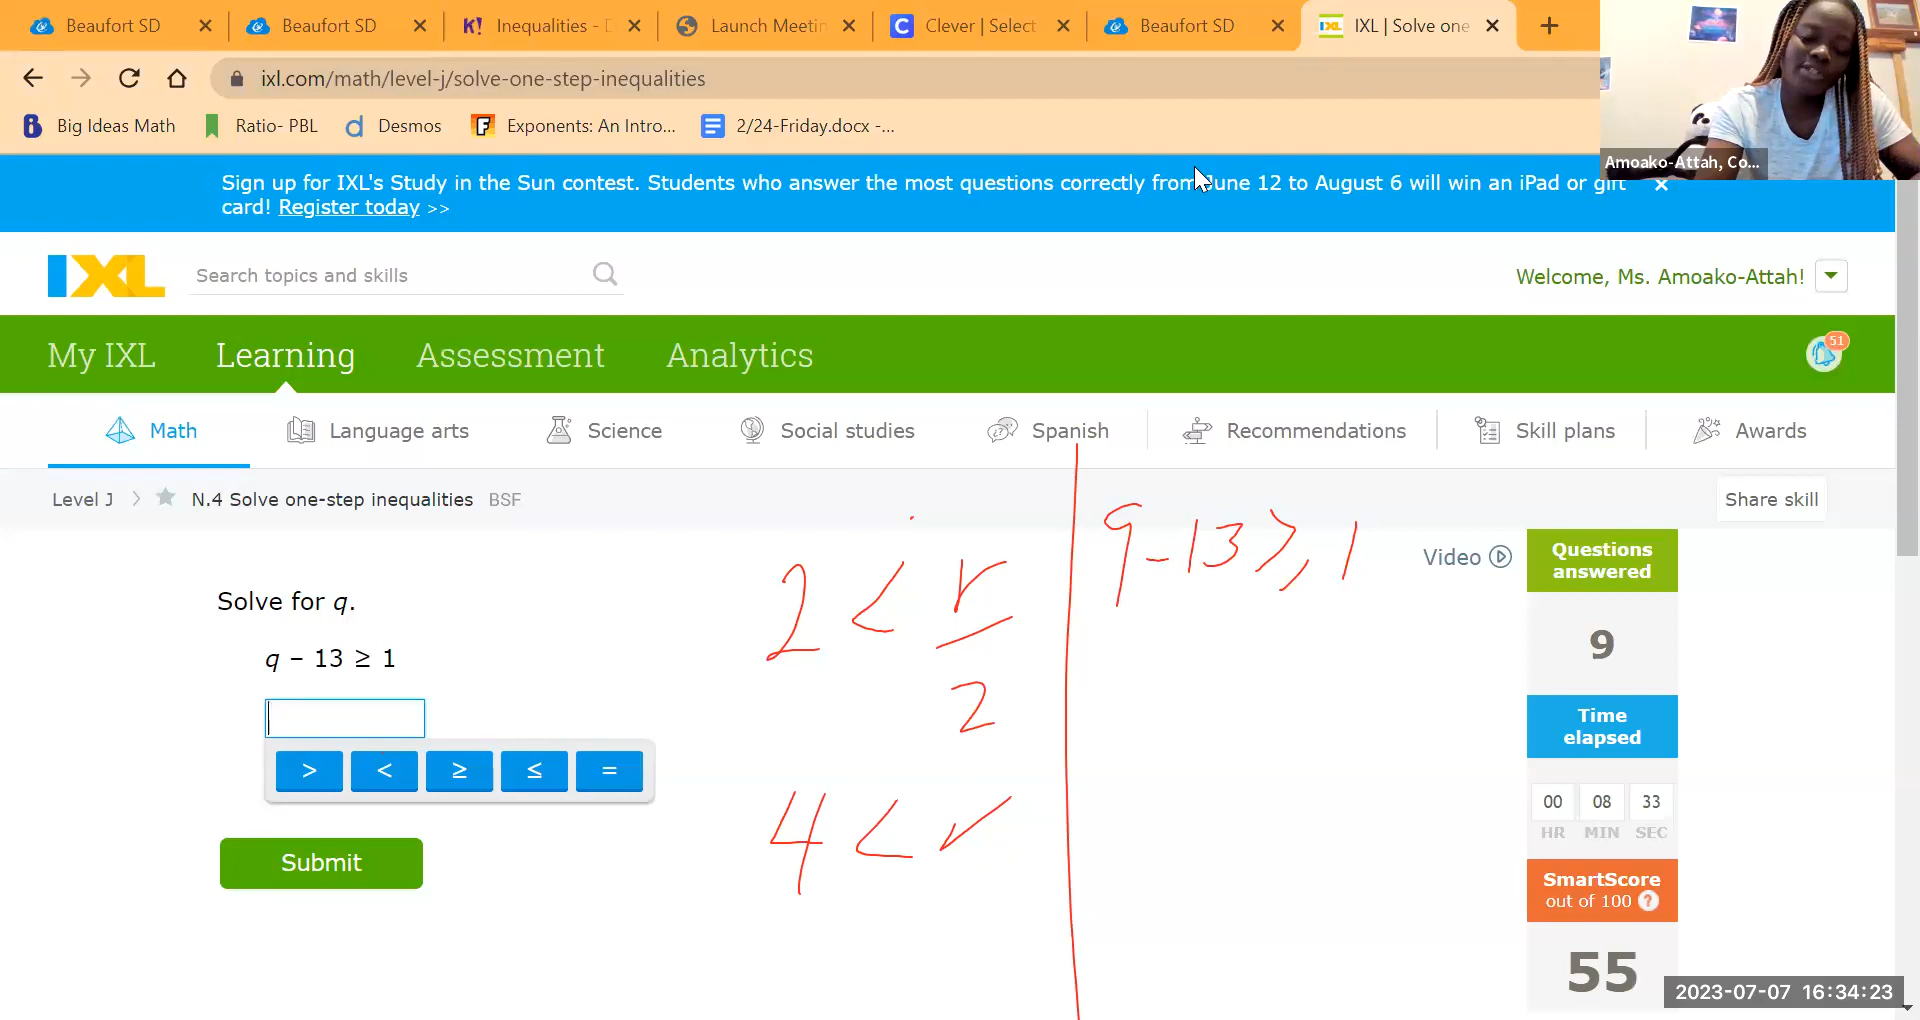 Beaufort SD
Beaufort SD
K! Inequalities - D
Launch Meetin
C Clever | Select
Beaufort SD
IXL IXL | Solve one
ixl.com/math/level-j/solve-one-step-inequalities
Big Ideas Math
Ratio- PBL
d Desmos
F Exponents: An Intro...
2/24-Friday.docx -...
Amoako-Attah, Co...
Sign up for IXL's Study in the Sun contest. Students who answer the most questions correctly from June 12 to August 6 will win an iPad or gift
card! Register today >>
IXL
Search topics and skills
Welcome, Ms. Amoako-Attah!
My IXL Learning Assessment Analytics
51
Math Language arts Science Social studies Spanish Recommendations Skill plans Awards
Level J > N.4 Solve one-step inequalities BSF
Share skill
Video
Solve for q.
q – 13 ≥ 1
> < ≥ ≤ =
Submit
2 < r
2
4 < r
q - 13 ≥ 1
Questions
answered
9
Time
elapsed
00 08 33
HR MIN SEC
SmartScore
out of 100 ?
55
2023-07-07 16:34:23